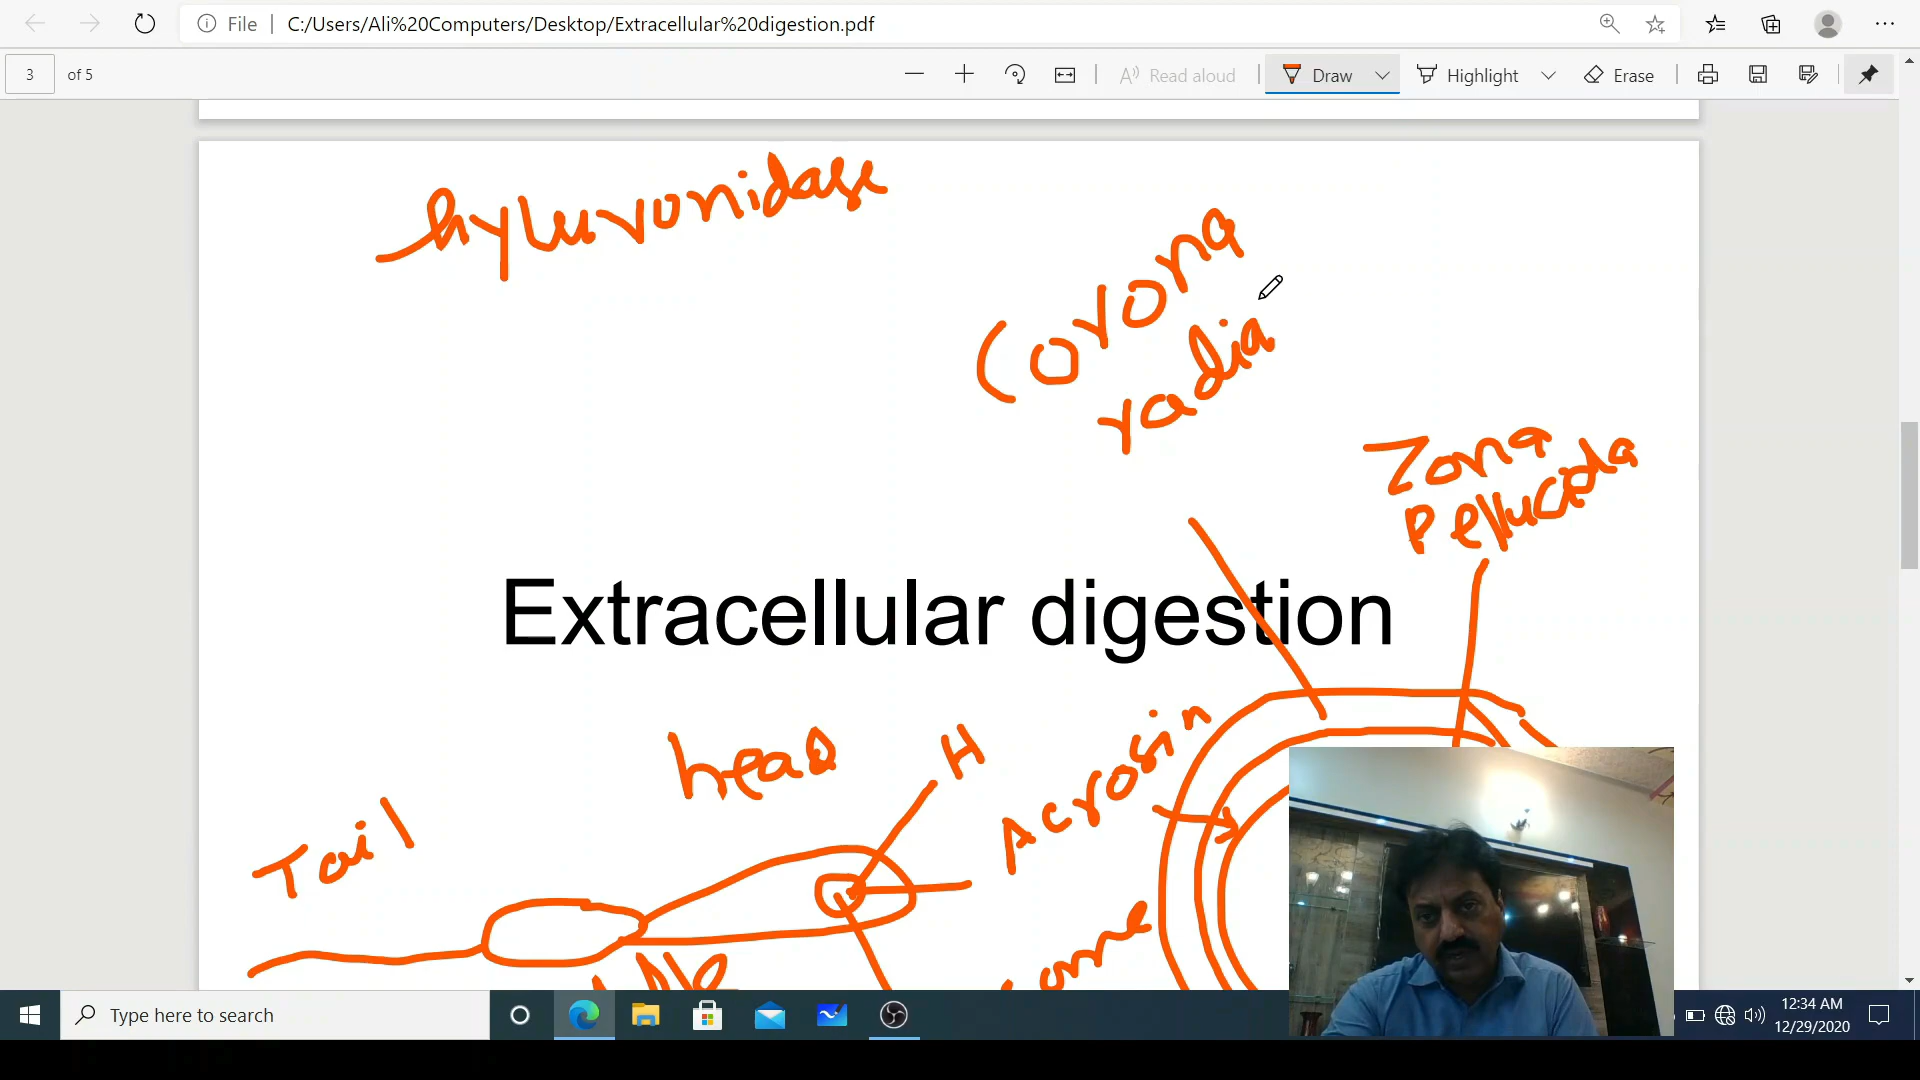 File
C:/Users/Ali%20Computers/Desktop/Extracellular%20digestion.pdf
3 of 5
Read aloud
Draw
Highlight
Erase
hyluronidase
Corona
radia
Zona
Pellucida
Extracellular digestion
head
H
Acrosin
Tail
Type here to search
12:34 AM
12/29/2020